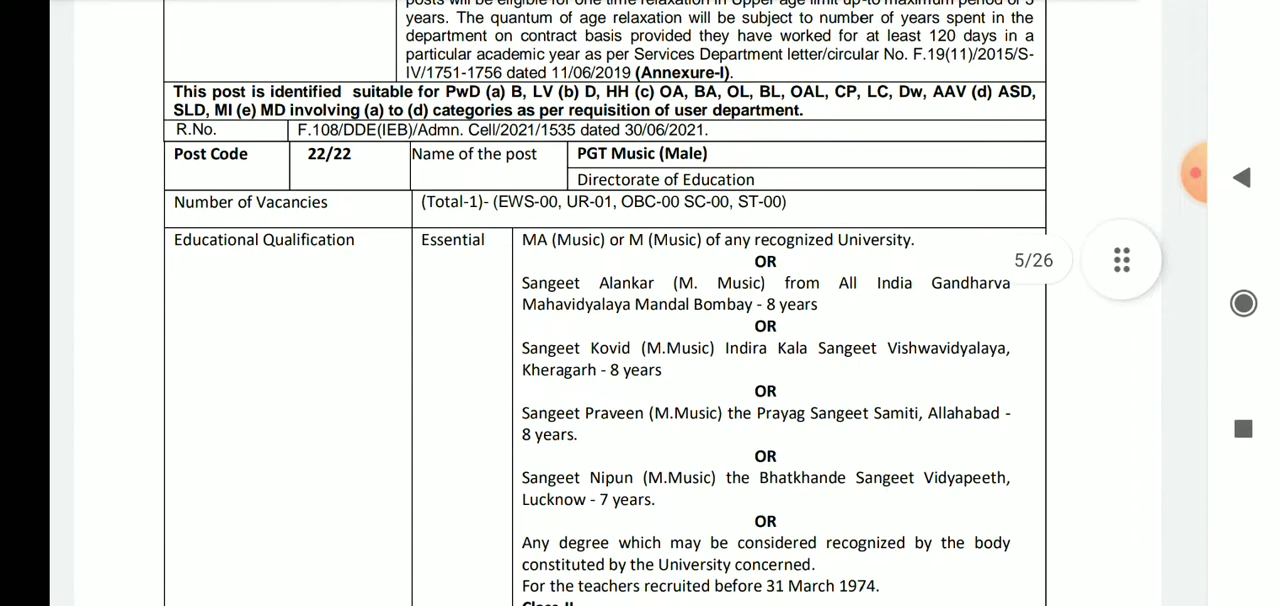 posts will be eligible for one time relaxation in Upper age limit up-to maximum period of 5
years. The quantum of age relaxation will be subject to number of years spent in the
department on contract basis provided they have worked for at least 120 days in a
particular academic year as per Services Department letter/circular No. F.19(11)/2015/S-
IV/1751-1756 dated 11/06/2019 (Annexure-I).
This post is identified suitable for PwD (a) B, LV (b) D, HH (c) OA, BA, OL, BL, OAL, CP, LC, Dw, AAV (d) ASD,
SLD, MI (e) MD involving (a) to (d) categories as per requisition of user department.
R.No. F.108/DDE(IEB)/Admn. Cell/2021/1535 dated 30/06/2021.
Post Code 22/22 Name of the post PGT Music (Male)
Directorate of Education
Number of Vacancies (Total-1)- (EWS-00, UR-01, OBC-00 SC-00, ST-00)
Educational Qualification Essential MA (Music) or M (Music) of any recognized University.
OR
5/26
Sangeet Alankar (M. Music) from All India Gandharva
Mahavidyalaya Mandal Bombay - 8 years
OR
Sangeet Kovid (M.Music) Indira Kala Sangeet Vishwavidyalaya,
Kheragarh - 8 years
OR
Sangeet Praveen (M.Music) the Prayag Sangeet Samiti, Allahabad -
8 years.
OR
Sangeet Nipun (M.Music) the Bhatkhande Sangeet Vidyapeeth,
Lucknow - 7 years.
OR
Any degree which may be considered recognized by the body
constituted by the University concerned.
For the teachers recruited before 31 March 1974.
Class-II